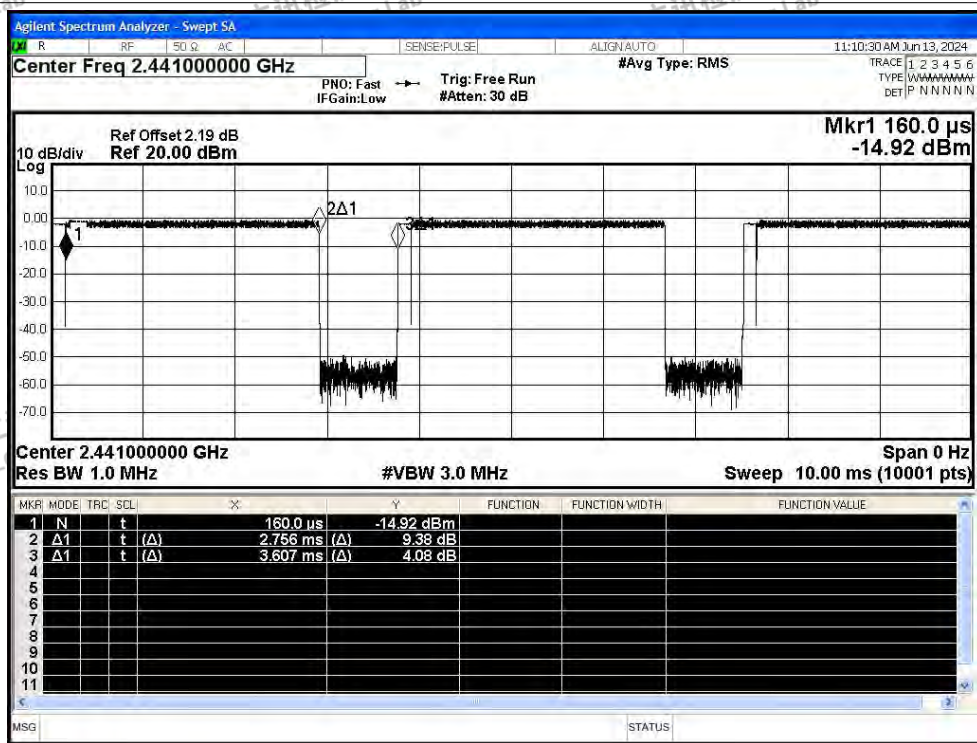 Agilent Spectrum Analyzer - Swept SA
R RF 50 Ω AC SENSE:PULSE ALIGN AUTO 11:10:30 AM Jun 13, 2024
Center Freq 2.441000000 GHz #Avg Type: RMS TRACE 1 2 3 4 5 6
PNO: Fast Trig: Free Run TYPE WWWWWW
IFGain:Low #Atten: 30 dB DET P N N N N N
Mkr1 160.0 µs
Ref Offset 2.19 dB
10 dB/div Ref 20.00 dBm -14.92 dBm
Log
10.0
0.00
2Δ1
1
-10.0
-20.0
-30.0
-40.0
-50.0
-60.0
-70.0
Center 2.441000000 GHz Span 0 Hz
Res BW 1.0 MHz #VBW 3.0 MHz Sweep 10.00 ms (10001 pts)
MKR MODE TRC SCL X Y FUNCTION FUNCTION WIDTH FUNCTION VALUE
1 N t 160.0 µs -14.92 dBm
2 Δ1 t (Δ) 2.756 ms (Δ) 9.38 dB
3 Δ1 t (Δ) 3.607 ms (Δ) 4.08 dB
4
5
6
7
8
9
10
11
MSG STATUS